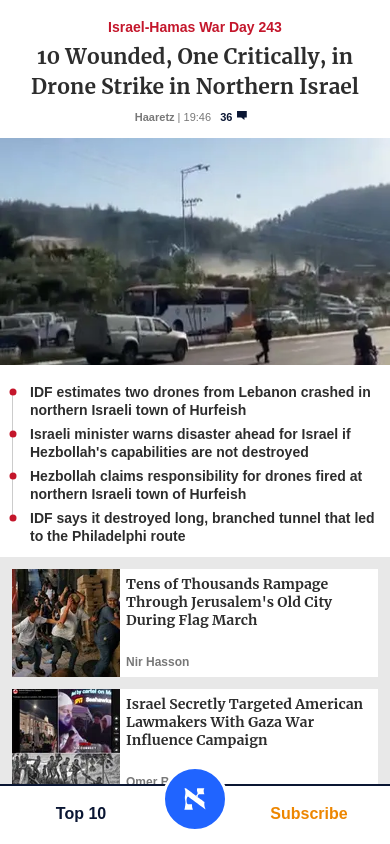 Israel-Hamas War Day 243
10 Wounded, One Critically, in
Drone Strike in Northern Israel
Haaretz | 19:46 36
IDF estimates two drones from Lebanon crashed in
northern Israeli town of Hurfeish
Israeli minister warns disaster ahead for Israel if
Hezbollah's capabilities are not destroyed
Hezbollah claims responsibility for drones fired at
northern Israeli town of Hurfeish
IDF says it destroyed long, branched tunnel that led
to the Philadelphi route
Tens of Thousands Rampage
Through Jerusalem's Old City
During Flag March
Nir Hasson
Israel Secretly Targeted American
Lawmakers With Gaza War
Influence Campaign
Omer
Top 10
Subscribe